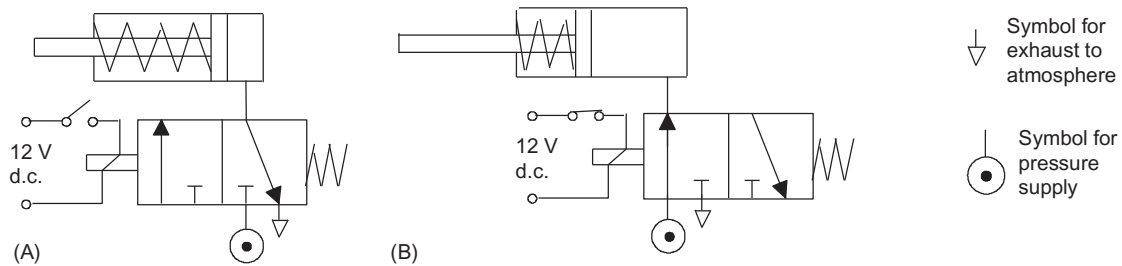 12 V
d.c.
(A)
12 V
d.c.
(B)
Symbol for
exhaust to
atmosphere
Symbol for
pressure
supply